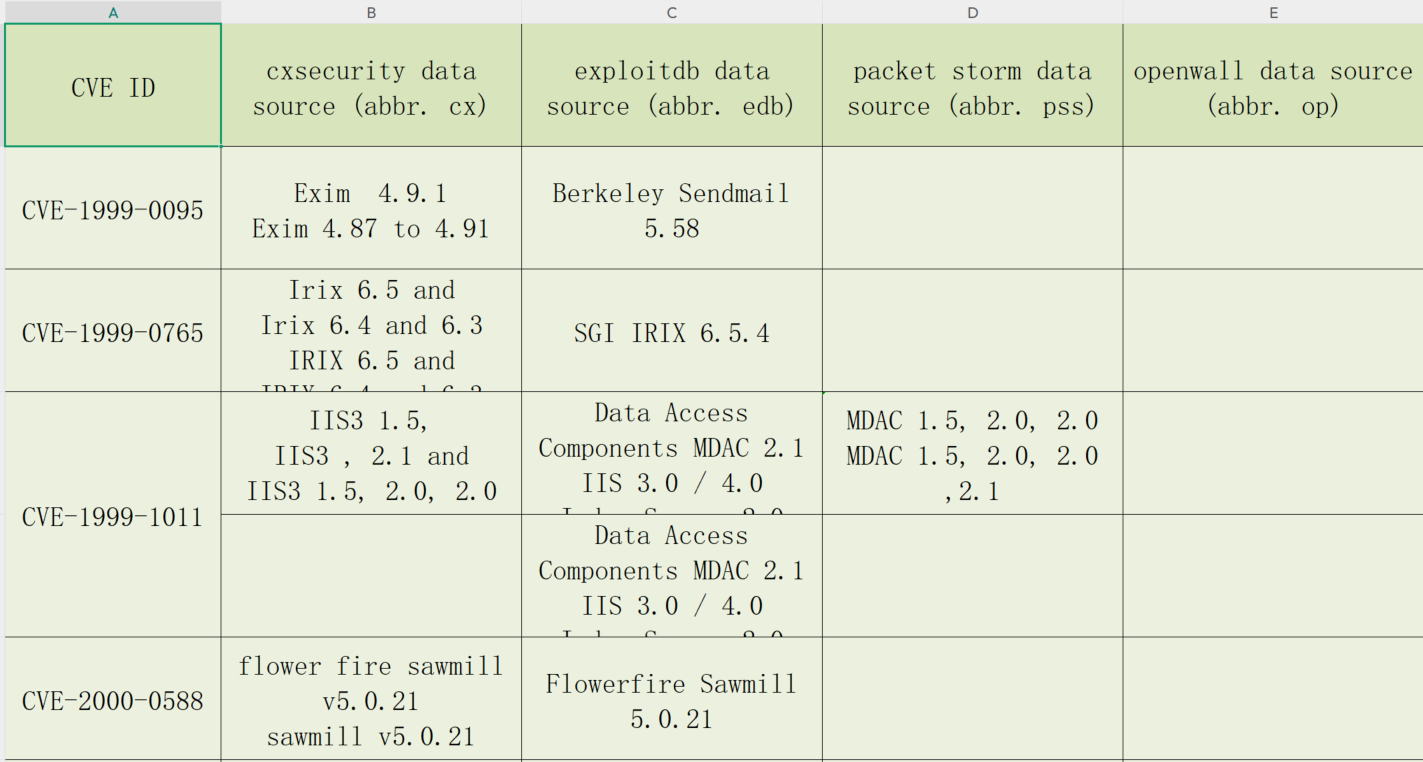 A
B
C
D
E
CVE ID
cxsecurity data
source (abbr. cx)
exploitdb data
source (abbr. edb)
packet storm data
source (abbr. pss)
openwall data source
(abbr. op)
CVE-1999-0095
Exim 4.9.1
Exim 4.87 to 4.91
Berkeley Sendmail
5.58
CVE-1999-0765
Irix 6.5 and
Irix 6.4 and 6.3
IRIX 6.5 and
SGI IRIX 6.5.4
CVE-1999-1011
IIS3 1.5,
IIS3 , 2.1 and
IIS3 1.5, 2.0, 2.0
Data Access
Components MDAC 2.1
IIS 3.0 / 4.0
MDAC 1.5, 2.0, 2.0
MDAC 1.5, 2.0, 2.0
,2.1
Data Access
Components MDAC 2.1
IIS 3.0 / 4.0
CVE-2000-0588
flower fire sawmill
v5.0.21
sawmill v5.0.21
Flowerfire Sawmill
5.0.21